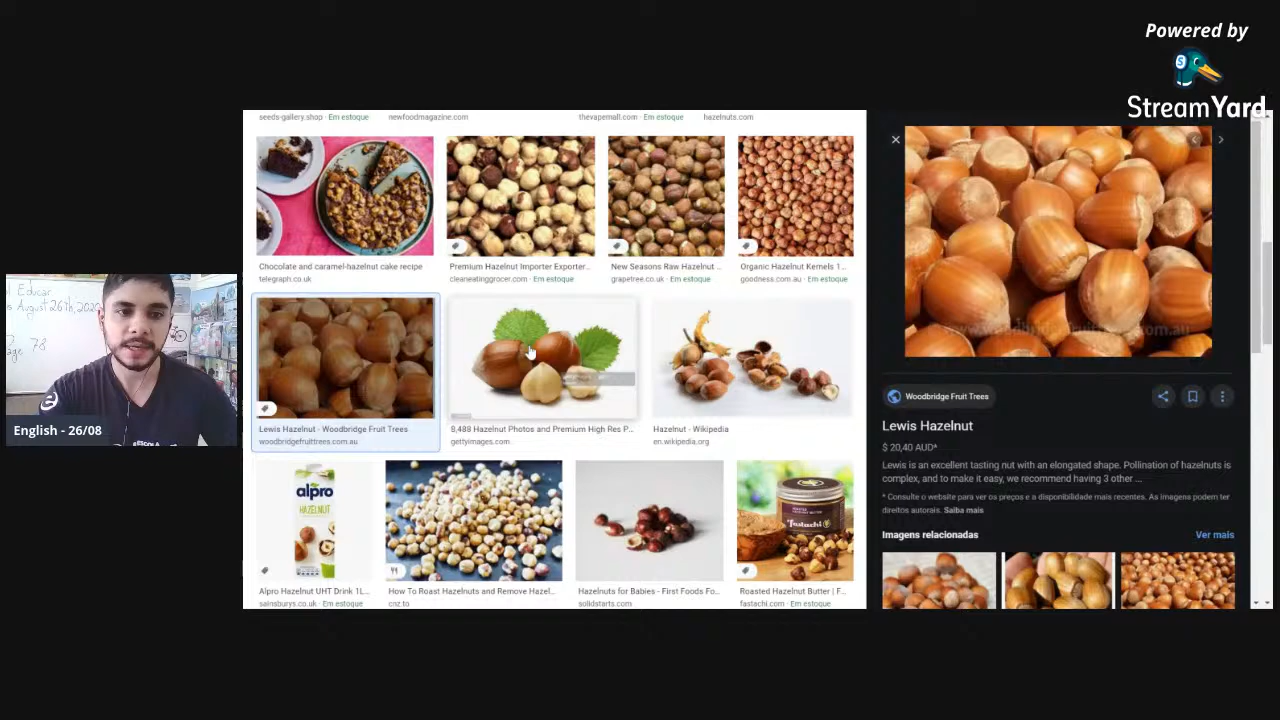 Powered by
StreamYard
seeds-gallery.shop · Em estoque
newfoodmagazine.com
thevapemall.com · Em estoque
hazelnuts.com
Chocolate and caramel-hazelnut cake recipe
telegraph.co.uk
Premium Hazelnut Importer Exporter...
cleaneatinggrocer.com · Em estoque
New Seasons Raw Hazelnut ...
grapetree.co.uk · Em estoque
Organic Hazelnut Kernels 1...
goodness.com.au · Em estoque
Lewis Hazelnut - Woodbridge Fruit Trees
woodbridgefruittrees.com.au
8,488 Hazelnut Photos and Premium High Res P...
gettyimages.com
Hazelnut - Wikipedia
en.wikipedia.org
alpro
HAZELNUT
Alpro Hazelnut UHT Drink 1L...
sainsburys.co.uk · Em estoque
How To Roast Hazelnuts and Remove Hazel...
cnz.to
Hazelnuts for Babies - First Foods Fo...
solidstarts.com
Fastachi
Roasted Hazelnut Butter | F...
fastachi.com · Em estoque
Woodbridge Fruit Trees
Lewis Hazelnut
$ 20,40 AUD*
Lewis is an excellent tasting nut with an elongated shape. Pollination of hazelnuts is
complex, and to make it easy, we recommend having 3 other ...
* Consulte o website para ver os preços e a disponibilidade mais recentes. As imagens podem ter
direitos autorais. Saiba mais
Imagens relacionadas
Ver mais
Educar
August 26th, 202
78
English - 26/08